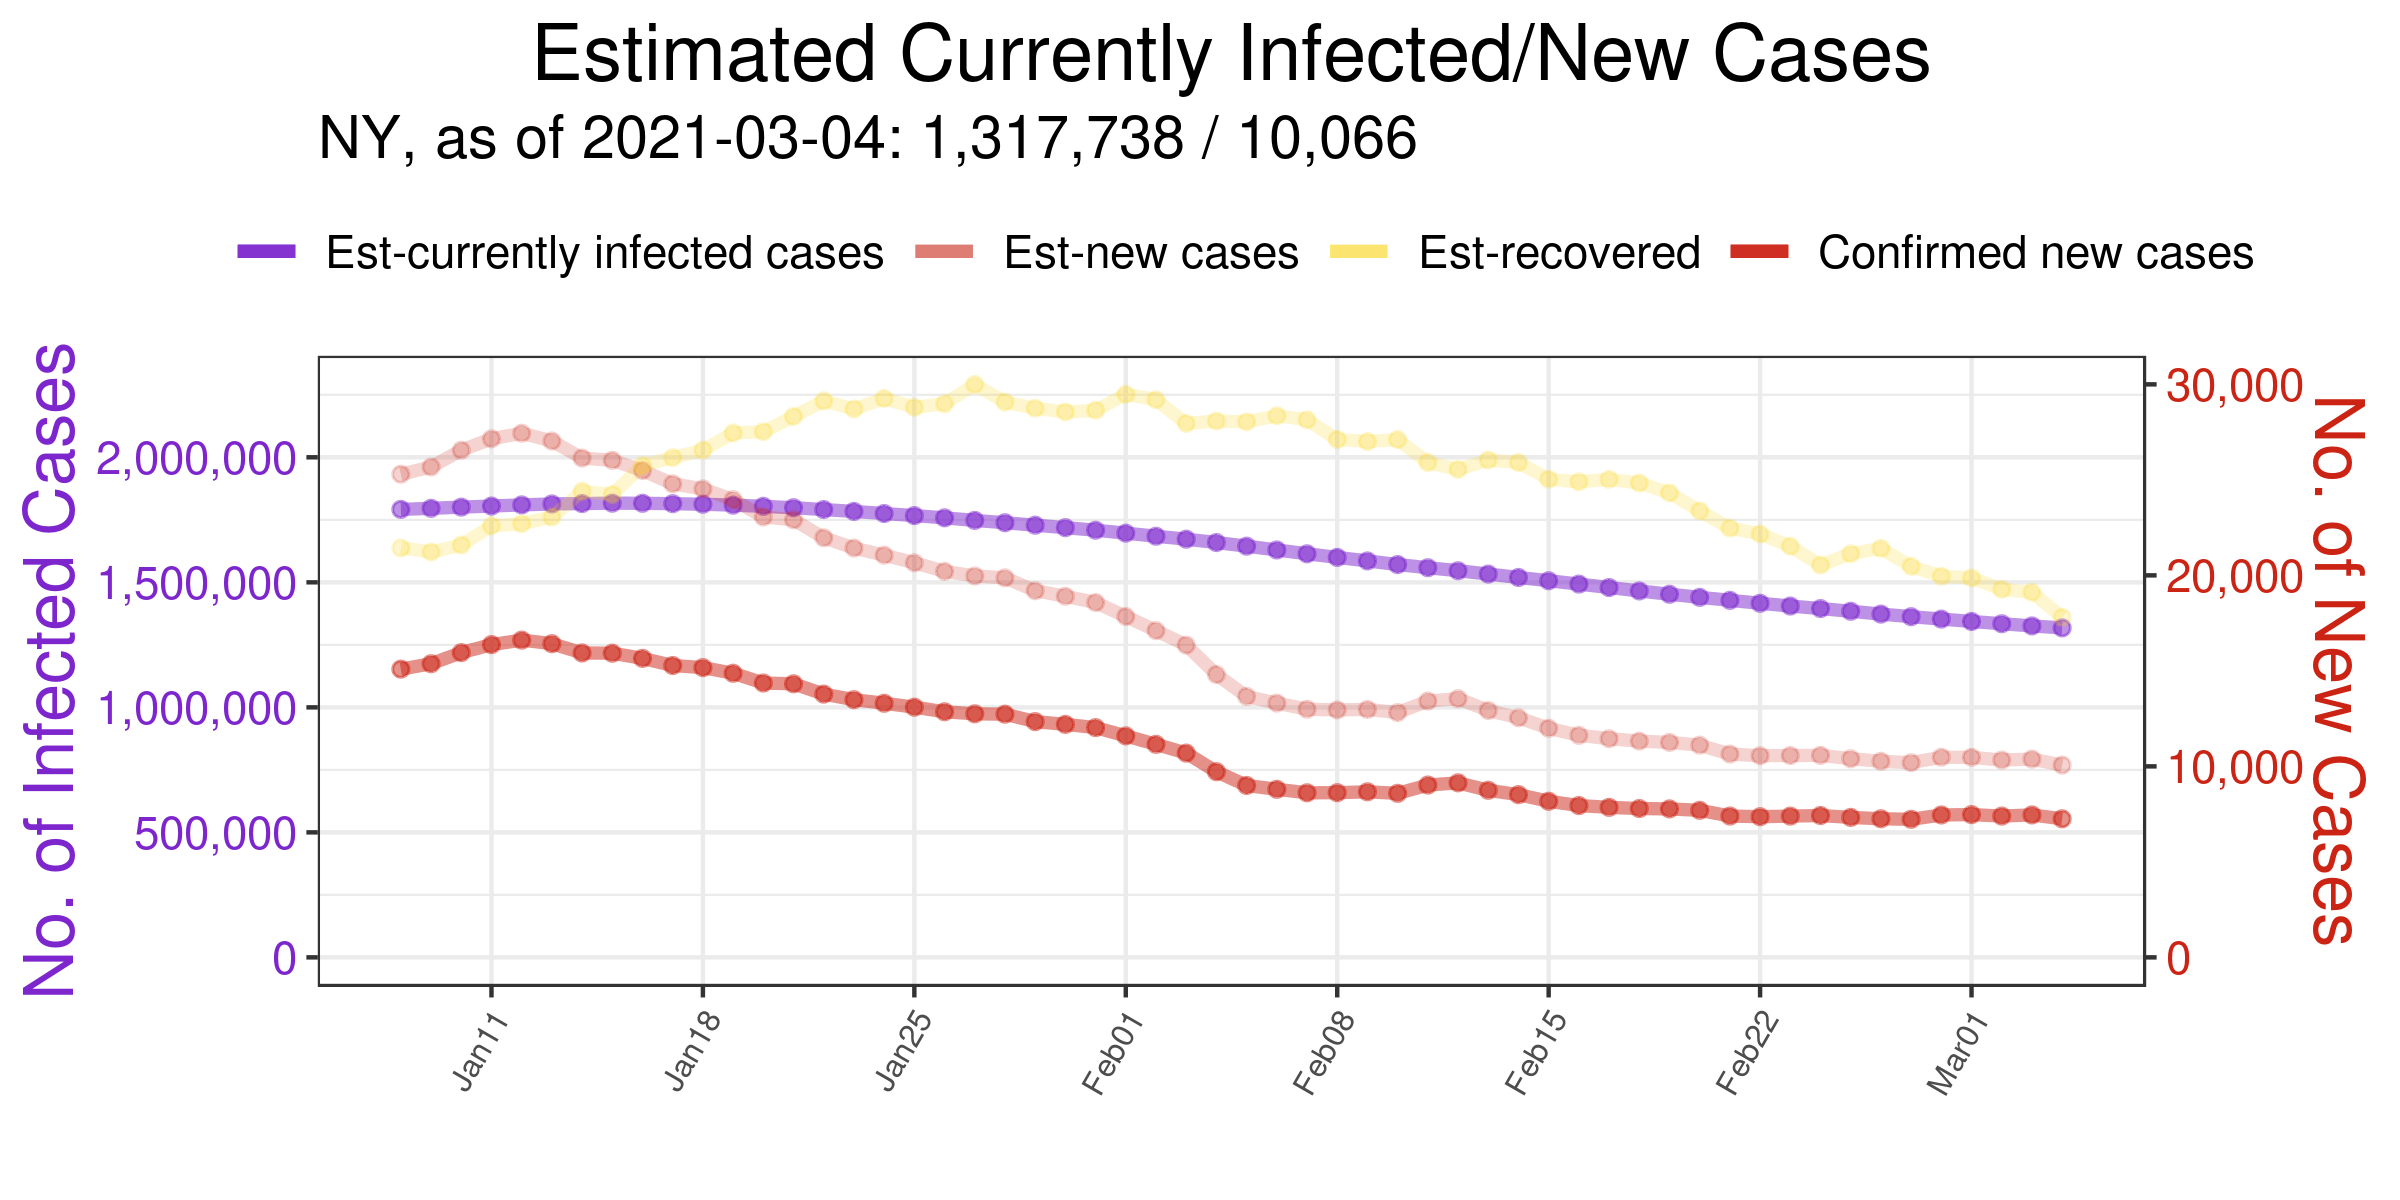 Estimated Currently Infected/New Cases
NY, as of 2021-03-04: 1,317,738 / 10,066
Est-currently infected cases Est-new cases Est-recovered Confirmed new cases
No. of Infected Cases
2,000,000
1,500,000
1,000,000
500,000
0
30,000
20,000
10,000
0
No. of New Cases
Jan11 Jan18 Jan25 Feb01 Feb08 Feb15 Feb22 Mar01